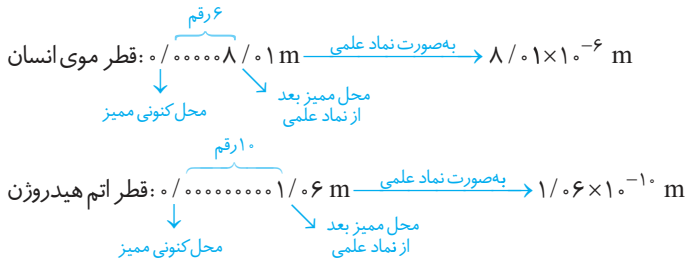 ۶ رقم
قطر موی انسان: ۰/۰۰۰۰۰۸/۰۱ m به‌صورت نماد علمی ۸/۰۱×۱۰⁻⁶ m
محل کنونی ممیز
محل ممیز بعد
از نماد علمی
۱۰ رقم
قطر اتم هیدروژن: ۰/۰۰۰۰۰۰۰۰۰۱/۰۶ m به‌صورت نماد علمی ۱/۰۶×۱۰⁻¹⁰ m
محل کنونی ممیز
محل ممیز بعد
از نماد علمی